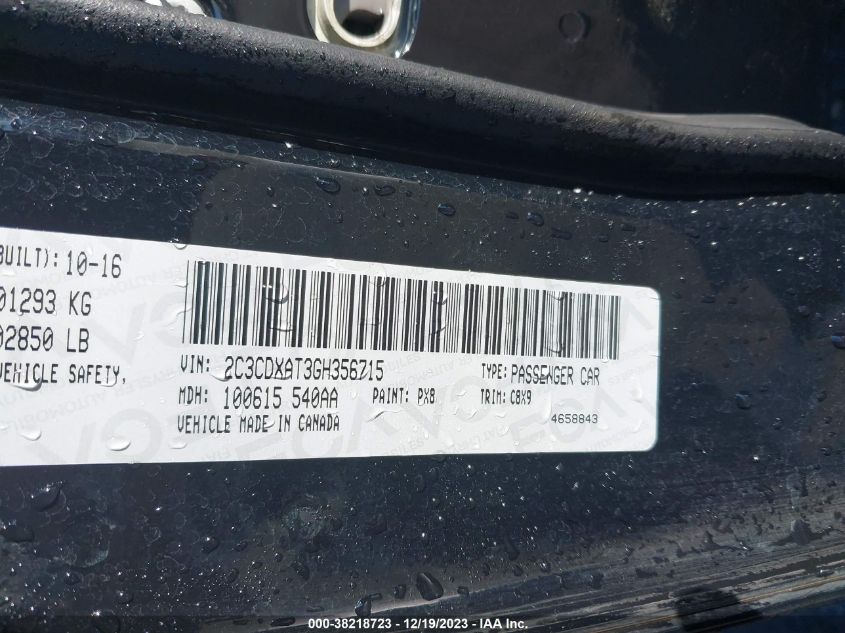 BUILT): 10-16
01293 KG
02850 LB
VEHICLE SAFETY,
VIN: 2C3CDXAT3GH356715 TYPE: PASSENGER CAR
MDH: 100615 540AA PAINT: PX8 TRIM: C8X9
VEHICLE MADE IN CANADA 4658843
000-38218723 - 12/19/2023 - IAA Inc.